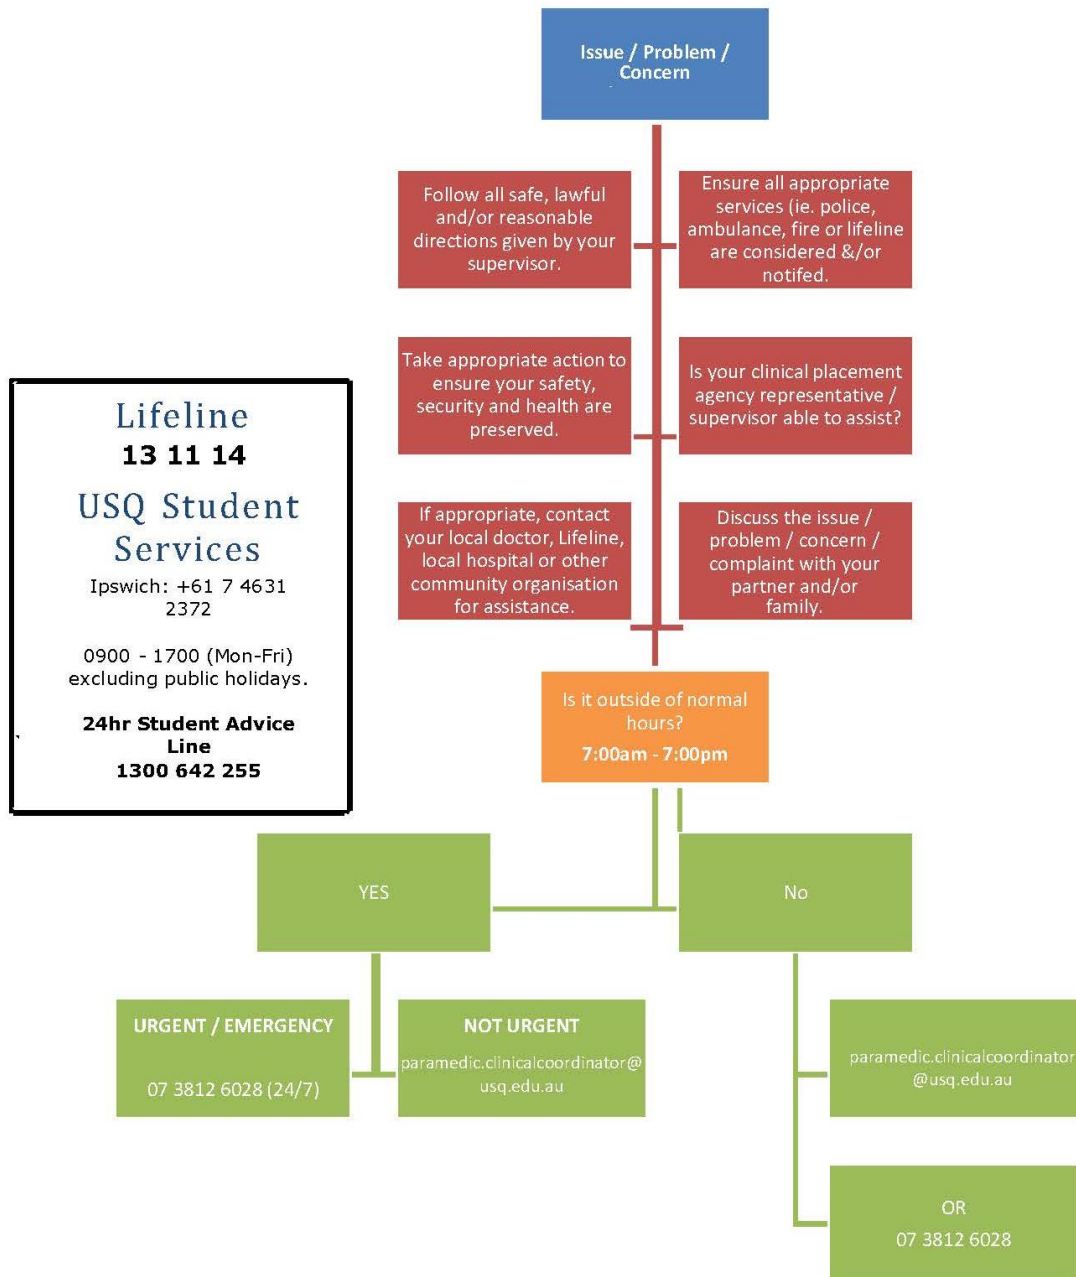 Issue / Problem /
Concern
Follow all safe, lawful
and/or reasonable
directions given by your
supervisor.
Ensure all appropriate
services (ie. police,
ambulance, fire or lifeline
are considered &/or
notifed.
Take appropriate action to
ensure your safety,
security and health are
preserved.
Is your clinical placement
agency representative /
supervisor able to assist?
If appropriate, contact
your local doctor, Lifeline,
local hospital or other
community organisation
for assistance.
Discuss the issue /
problem / concern /
complaint with your
partner and/or
family.
Lifeline
13 11 14
USQ Student
Services
Ipswich: +61 7 4631
2372
0900 - 1700 (Mon-Fri)
excluding public holidays.
24hr Student Advice
Line
1300 642 255
Is it outside of normal
hours?
7:00am - 7:00pm
YES
No
URGENT / EMERGENCY
07 3812 6028 (24/7)
NOT URGENT
paramedic.clinicalcoordinator@
usq.edu.au
paramedic.clinicalcoordinator
@usq.edu.au
OR
07 3812 6028